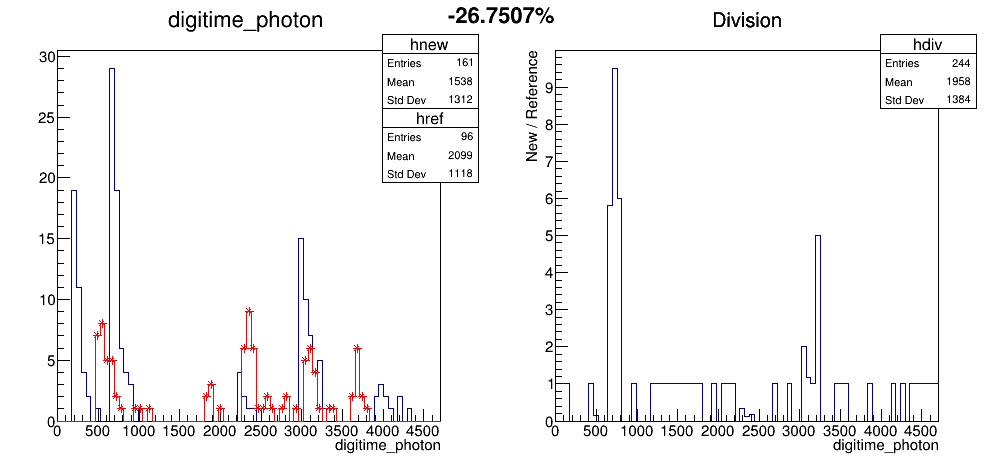 -26.7507%
digitime_photon
hnew
Entries 161
Mean 1538
Std Dev 1312
href
Entries 96
Mean 2099
Std Dev 1118
30
25
20
15
10
5
0
0 500 1000 1500 2000 2500 3000 3500 4000 4500
digitime_photon
Division
hdiv
Entries 244
Mean 1958
Std Dev 1384
New / Reference
9
8
7
6
5
4
3
2
1
0
0 500 1000 1500 2000 2500 3000 3500 4000 4500
digitime_photon